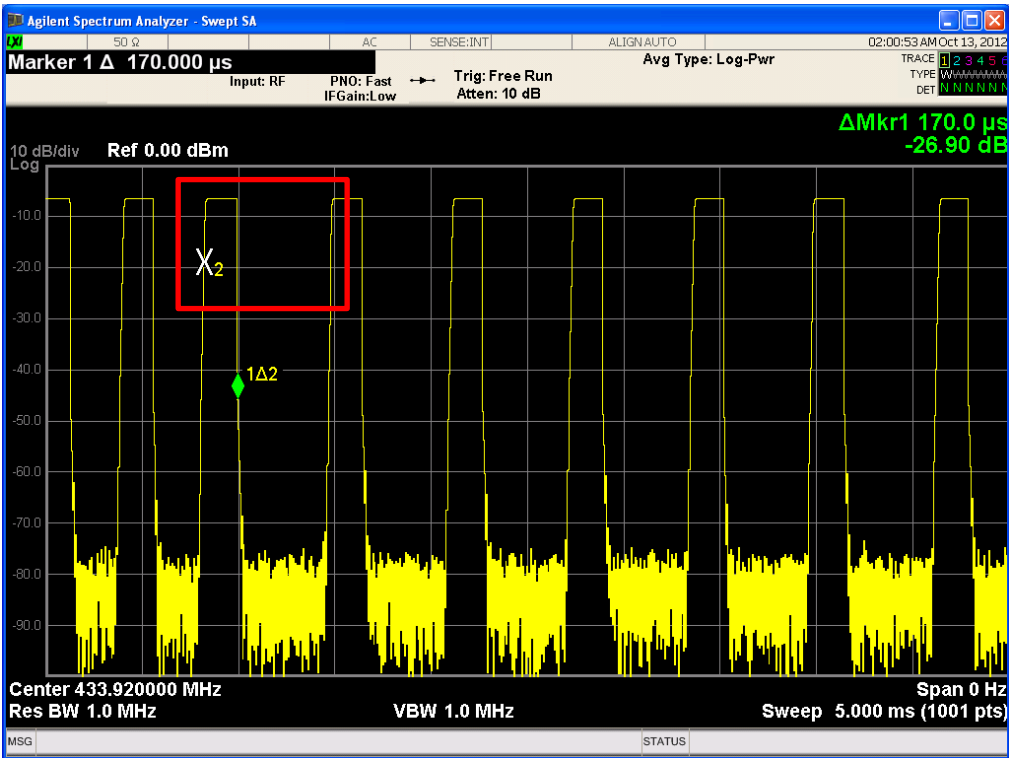 Agilent Spectrum Analyzer - Swept SA
LXI 50 Ω AC SENSE:INT ALIGN AUTO 02:00:53 AM Oct 13, 2012
Marker 1 Δ 170.000 µs
Avg Type: Log-Pwr
TRACE 1 2 3 4 5 6
TYPE
DET N N N N N N
Input: RF PNO: Fast Trig: Free Run
IFGain:Low Atten: 10 dB
ΔMkr1 170.0 µs
-26.90 dB
10 dB/div Ref 0.00 dBm
Log
-10.0
X2
-20.0
-30.0
-40.0
1Δ2
-50.0
-60.0
-70.0
-80.0
-90.0
Center 433.920000 MHz Span 0 Hz
Res BW 1.0 MHz VBW 1.0 MHz Sweep 5.000 ms (1001 pts)
MSG STATUS